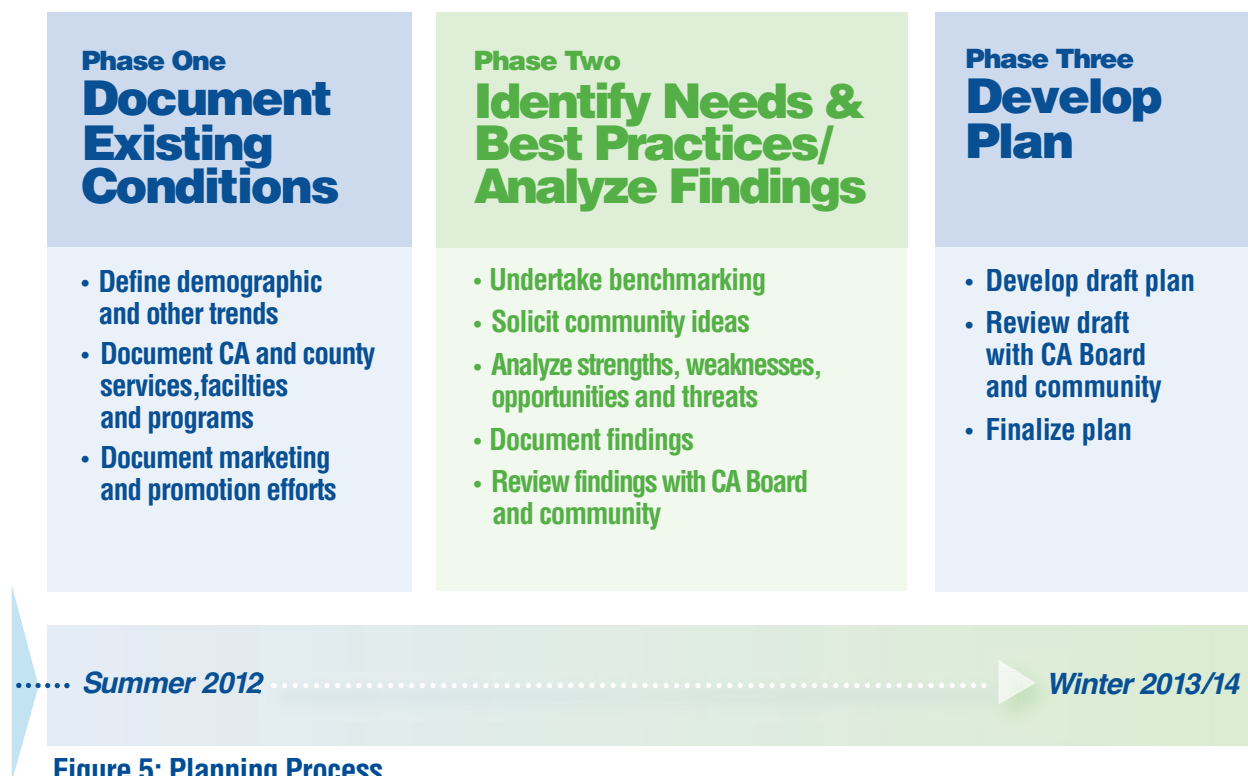 Phase One
Document
Existing
Conditions
• Define demographic
and other trends
• Document CA and county
services,facilties
and programs
• Document marketing
and promotion efforts
Phase Two
Identify Needs &
Best Practices/
Analyze Findings
• Undertake benchmarking
• Solicit community ideas
• Analyze strengths, weaknesses,
opportunities and threats
• Document findings
• Review findings with CA Board
and community
Phase Three
Develop
Plan
• Develop draft plan
• Review draft
with CA Board
and community
• Finalize plan
Summer 2012
Winter 2013/14
Figure 5: Planning Process